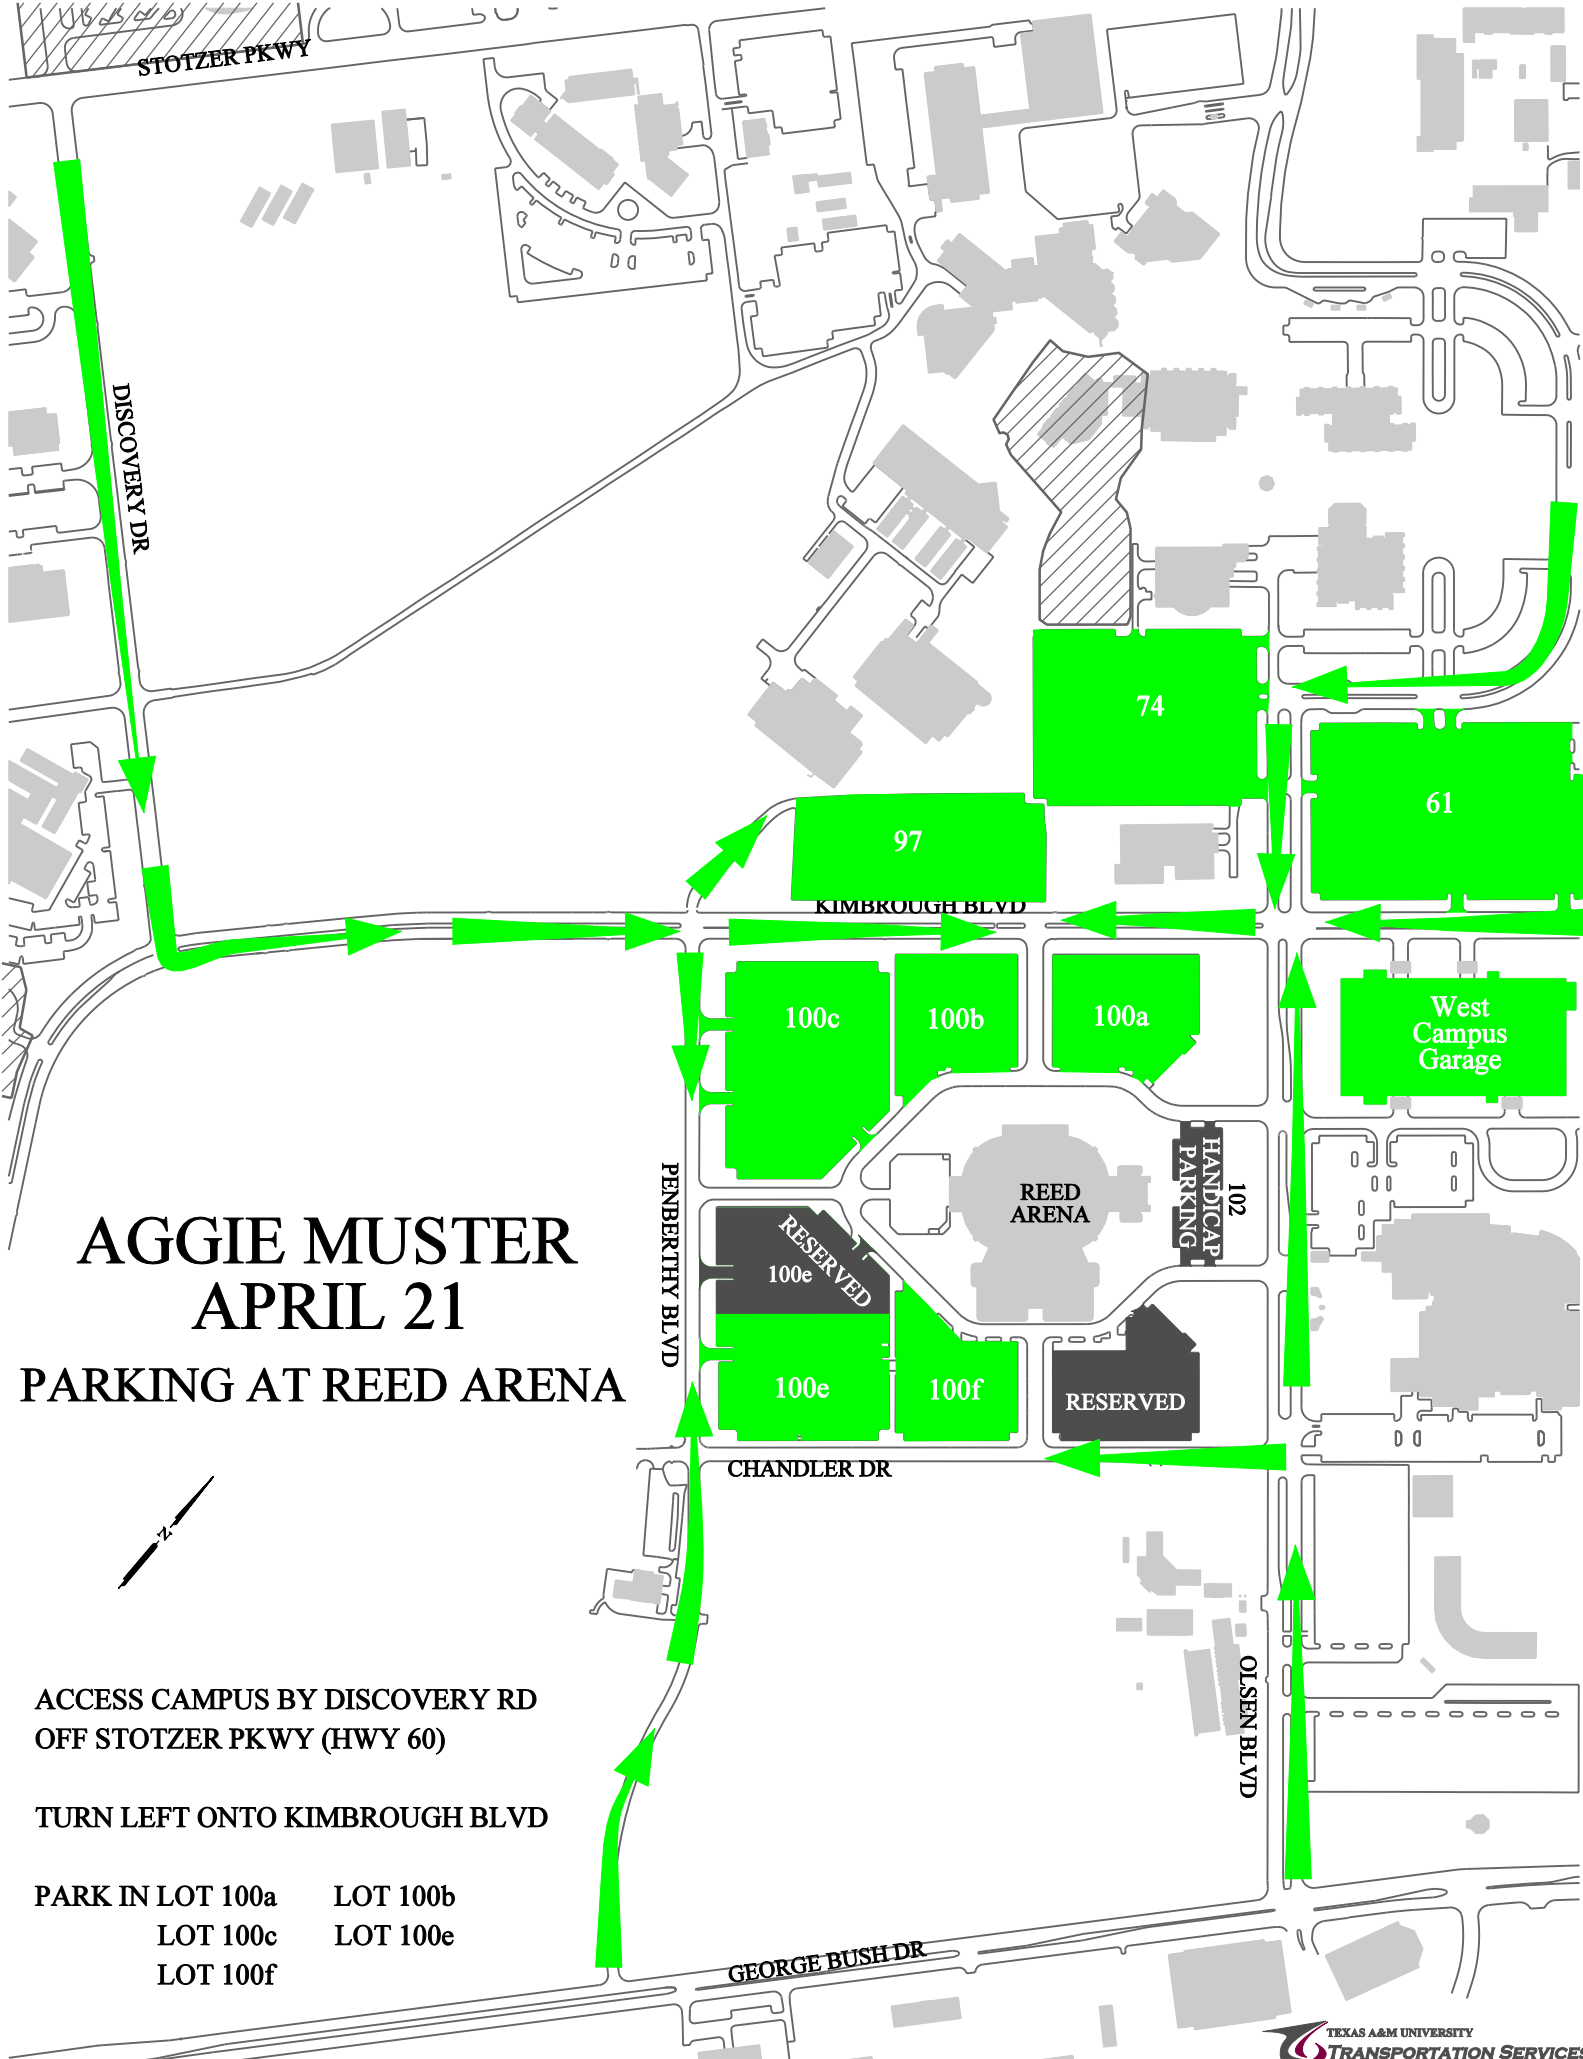 STOTZER PKWY
DISCOVERY DR
74
61
97
KIMBROUGH BLVD
100c
100b
100a
West
Campus
Garage
PENBERTHY BLVD
REED
ARENA
HANDICAP
PARKING
102
RESERVED
100e
100e
100f
RESERVED
CHANDLER DR
AGGIE MUSTER
APRIL 21
PARKING AT REED ARENA
N
OLSEN BLVD
ACCESS CAMPUS BY DISCOVERY RD
OFF STOTZER PKWY (HWY 60)
TURN LEFT ONTO KIMBROUGH BLVD
PARK IN LOT 100a LOT 100b
LOT 100c LOT 100e
LOT 100f
GEORGE BUSH DR
TEXAS A&M UNIVERSITY
TRANSPORTATION SERVICES